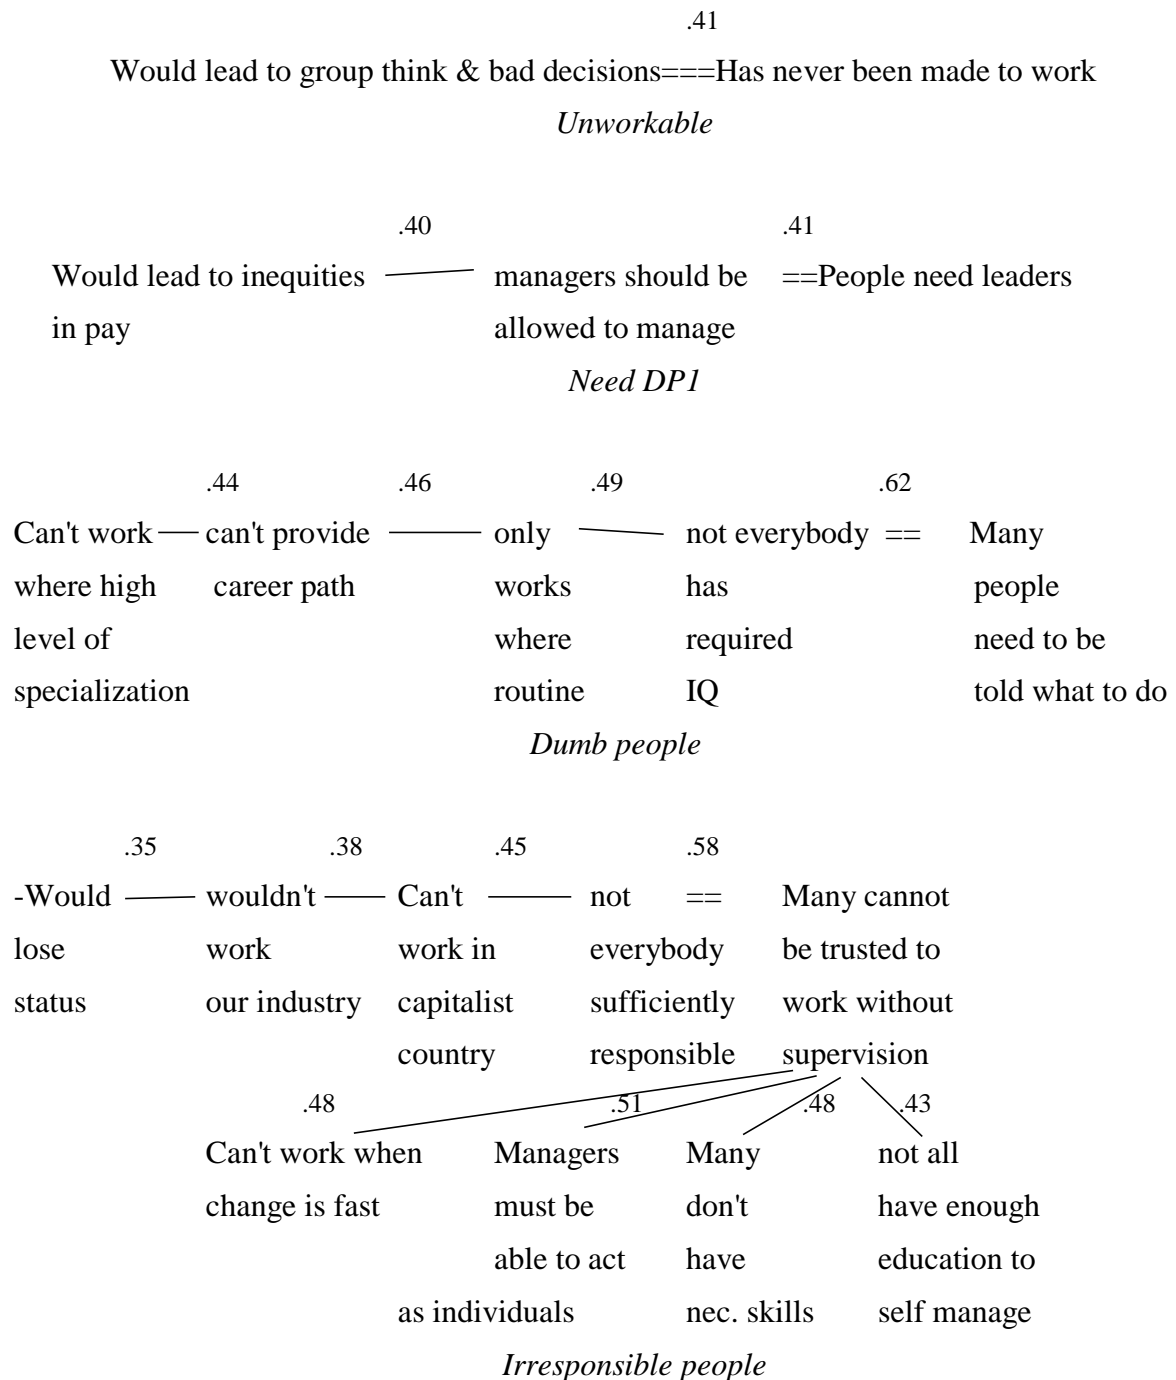 .41
Would lead to group think & bad decisions===Has never been made to work
Unworkable
.40 .41
Would lead to inequities managers should be ==People need leaders
in pay allowed to manage
Need DP1
.44 .46 .49 .62
Can't work can't provide only not everybody == Many
where high career path works has people
level of where required need to be
specialization routine IQ told what to do
Dumb people
.35 .38 .45 .58
-Would wouldn't Can't not == Many cannot
lose work work in everybody be trusted to
status our industry capitalist sufficiently work without
country responsible supervision
.48 .51 .48 .43
Can't work when Managers Many not all
change is fast must be don't have enough
able to act have education to
as individuals nec. skills self manage
Irresponsible people